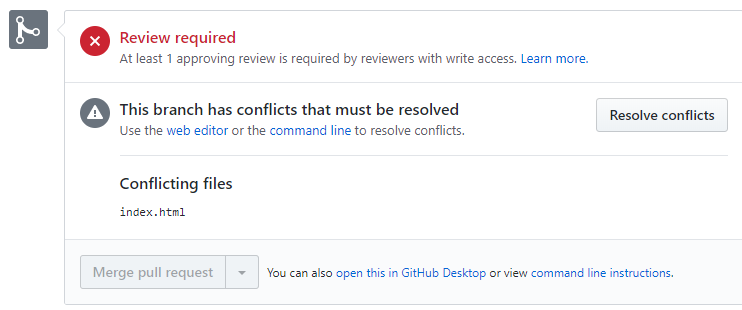 Review required
At least 1 approving review is required by reviewers with write access. Learn more.
This branch has conflicts that must be resolved
Use the web editor or the command line to resolve conflicts.
Resolve conflicts
Conflicting files
index.html
Merge pull request
You can also open this in GitHub Desktop or view command line instructions.